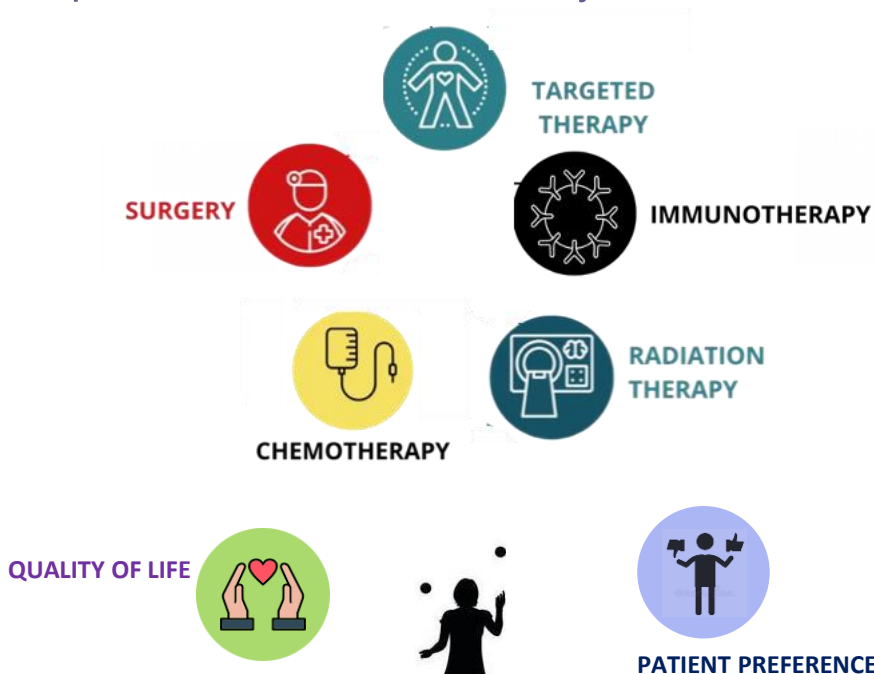 TARGETED
THERAPY
SURGERY
IMMUNOTHERAPY
RADIATION
THERAPY
CHEMOTHERAPY
QUALITY OF LIFE
PATIENT PREFERENCE